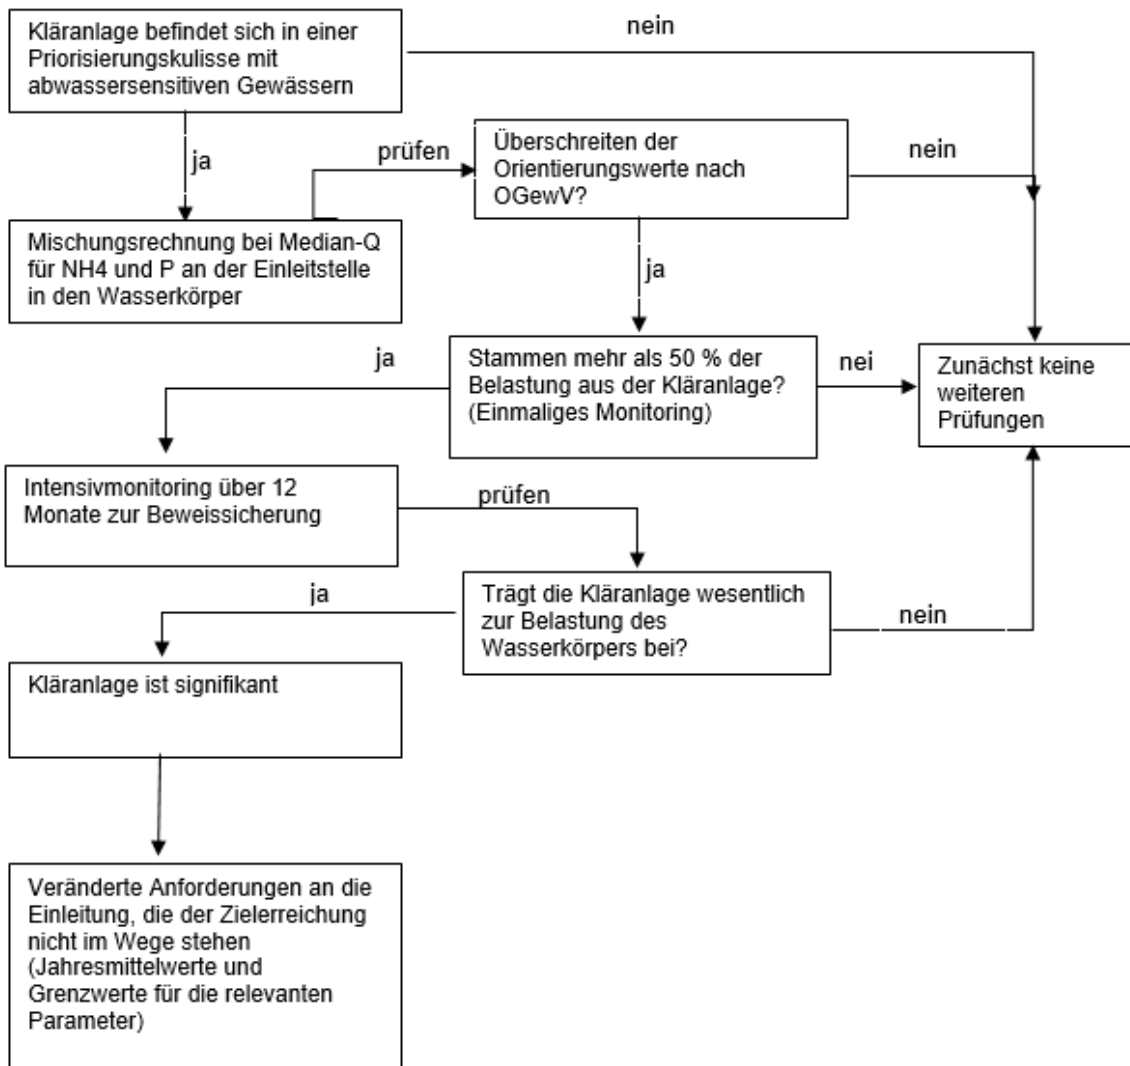 Kläranlage befindet sich in einer
Priorisierungskulisse mit
abwassersensitiven Gewässern
nein
ja
Mischungsrechnung bei Median-Q
für NH4 und P an der Einleitstelle
in den Wasserkörper
prüfen
Überschreiten der
Orientierungswerte nach
OGewV?
nein
ja
Stammen mehr als 50 % der
Belastung aus der Kläranlage?
(Einmaliges Monitoring)
nei
Zunächst keine
weiteren
Prüfungen
ja
Intensivmonitoring über 12
Monate zur Beweissicherung
prüfen
Trägt die Kläranlage wesentlich
zur Belastung des
Wasserkörpers bei?
nein
ja
Kläranlage ist signifikant
Veränderte Anforderungen an die
Einleitung, die der Zielerreichung
nicht im Wege stehen
(Jahresmittelwerte und
Grenzwerte für die relevanten
Parameter)